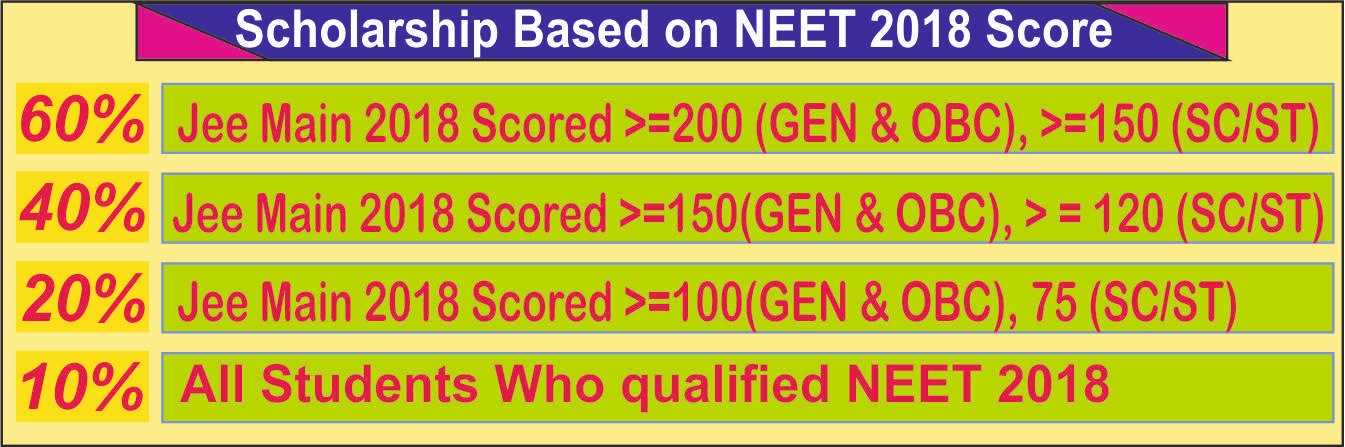 Scholarship Based on NEET 2018 Score
60% Jee Main 2018 Scored >=200 (GEN & OBC), >=150 (SC/ST)
40% Jee Main 2018 Scored >=150(GEN & OBC), > = 120 (SC/ST)
20% Jee Main 2018 Scored >=100(GEN & OBC), 75 (SC/ST)
10% All Students Who qualified NEET 2018